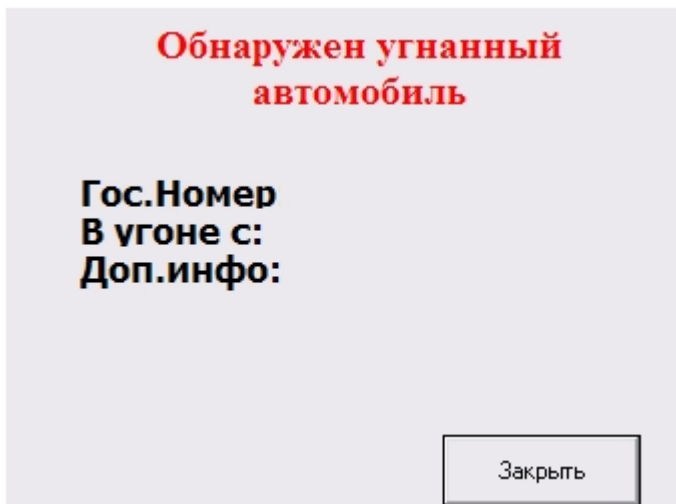 Обнаружен угнанный
автомобиль
Гос.Номер
В угоне с:
Доп.инфо:
Закрыть